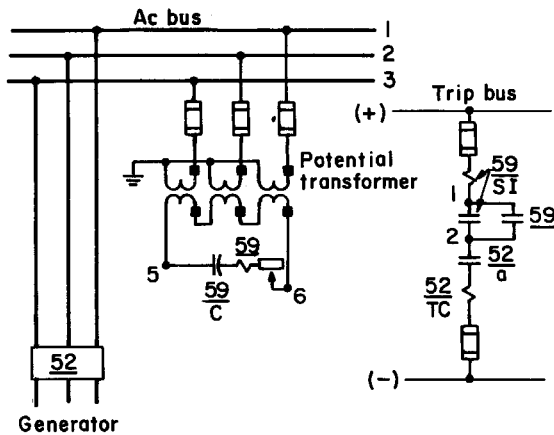 Ac bus
1
2
3
Trip bus
(+)
Potential
transformer
59
SI
1
59
2
52
a
5
59
59
C
6
52
TC
52
(-)
Generator